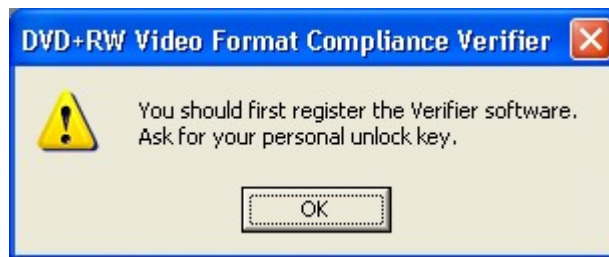 DVD+RW Video Format Compliance Verifier
You should first register the Verifier software.
Ask for your personal unlock key.
OK